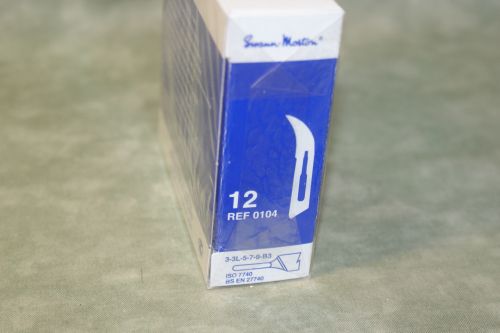 Swann-Morton®
12
REF 0104
3-3L-5-7-9-B3
ISO 7740
BS EN 27740